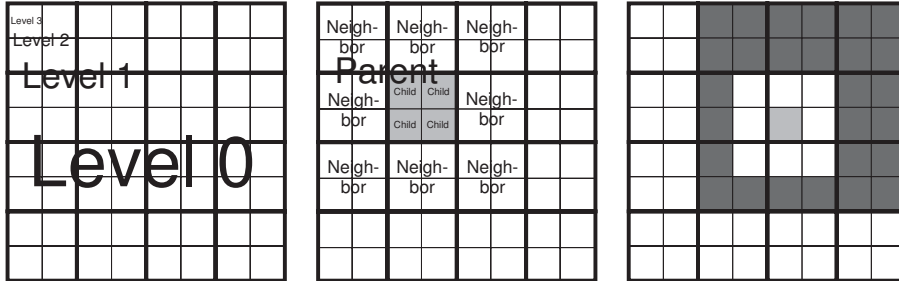 Level 3
Level 2
Level 1
Level 0
Neigh-
bor
Neigh-
bor
Neigh-
bor
Parent
Neigh-
bor
Child Child
Child Child
Neigh-
bor
Neigh-
bor
Neigh-
bor
Neigh-
bor